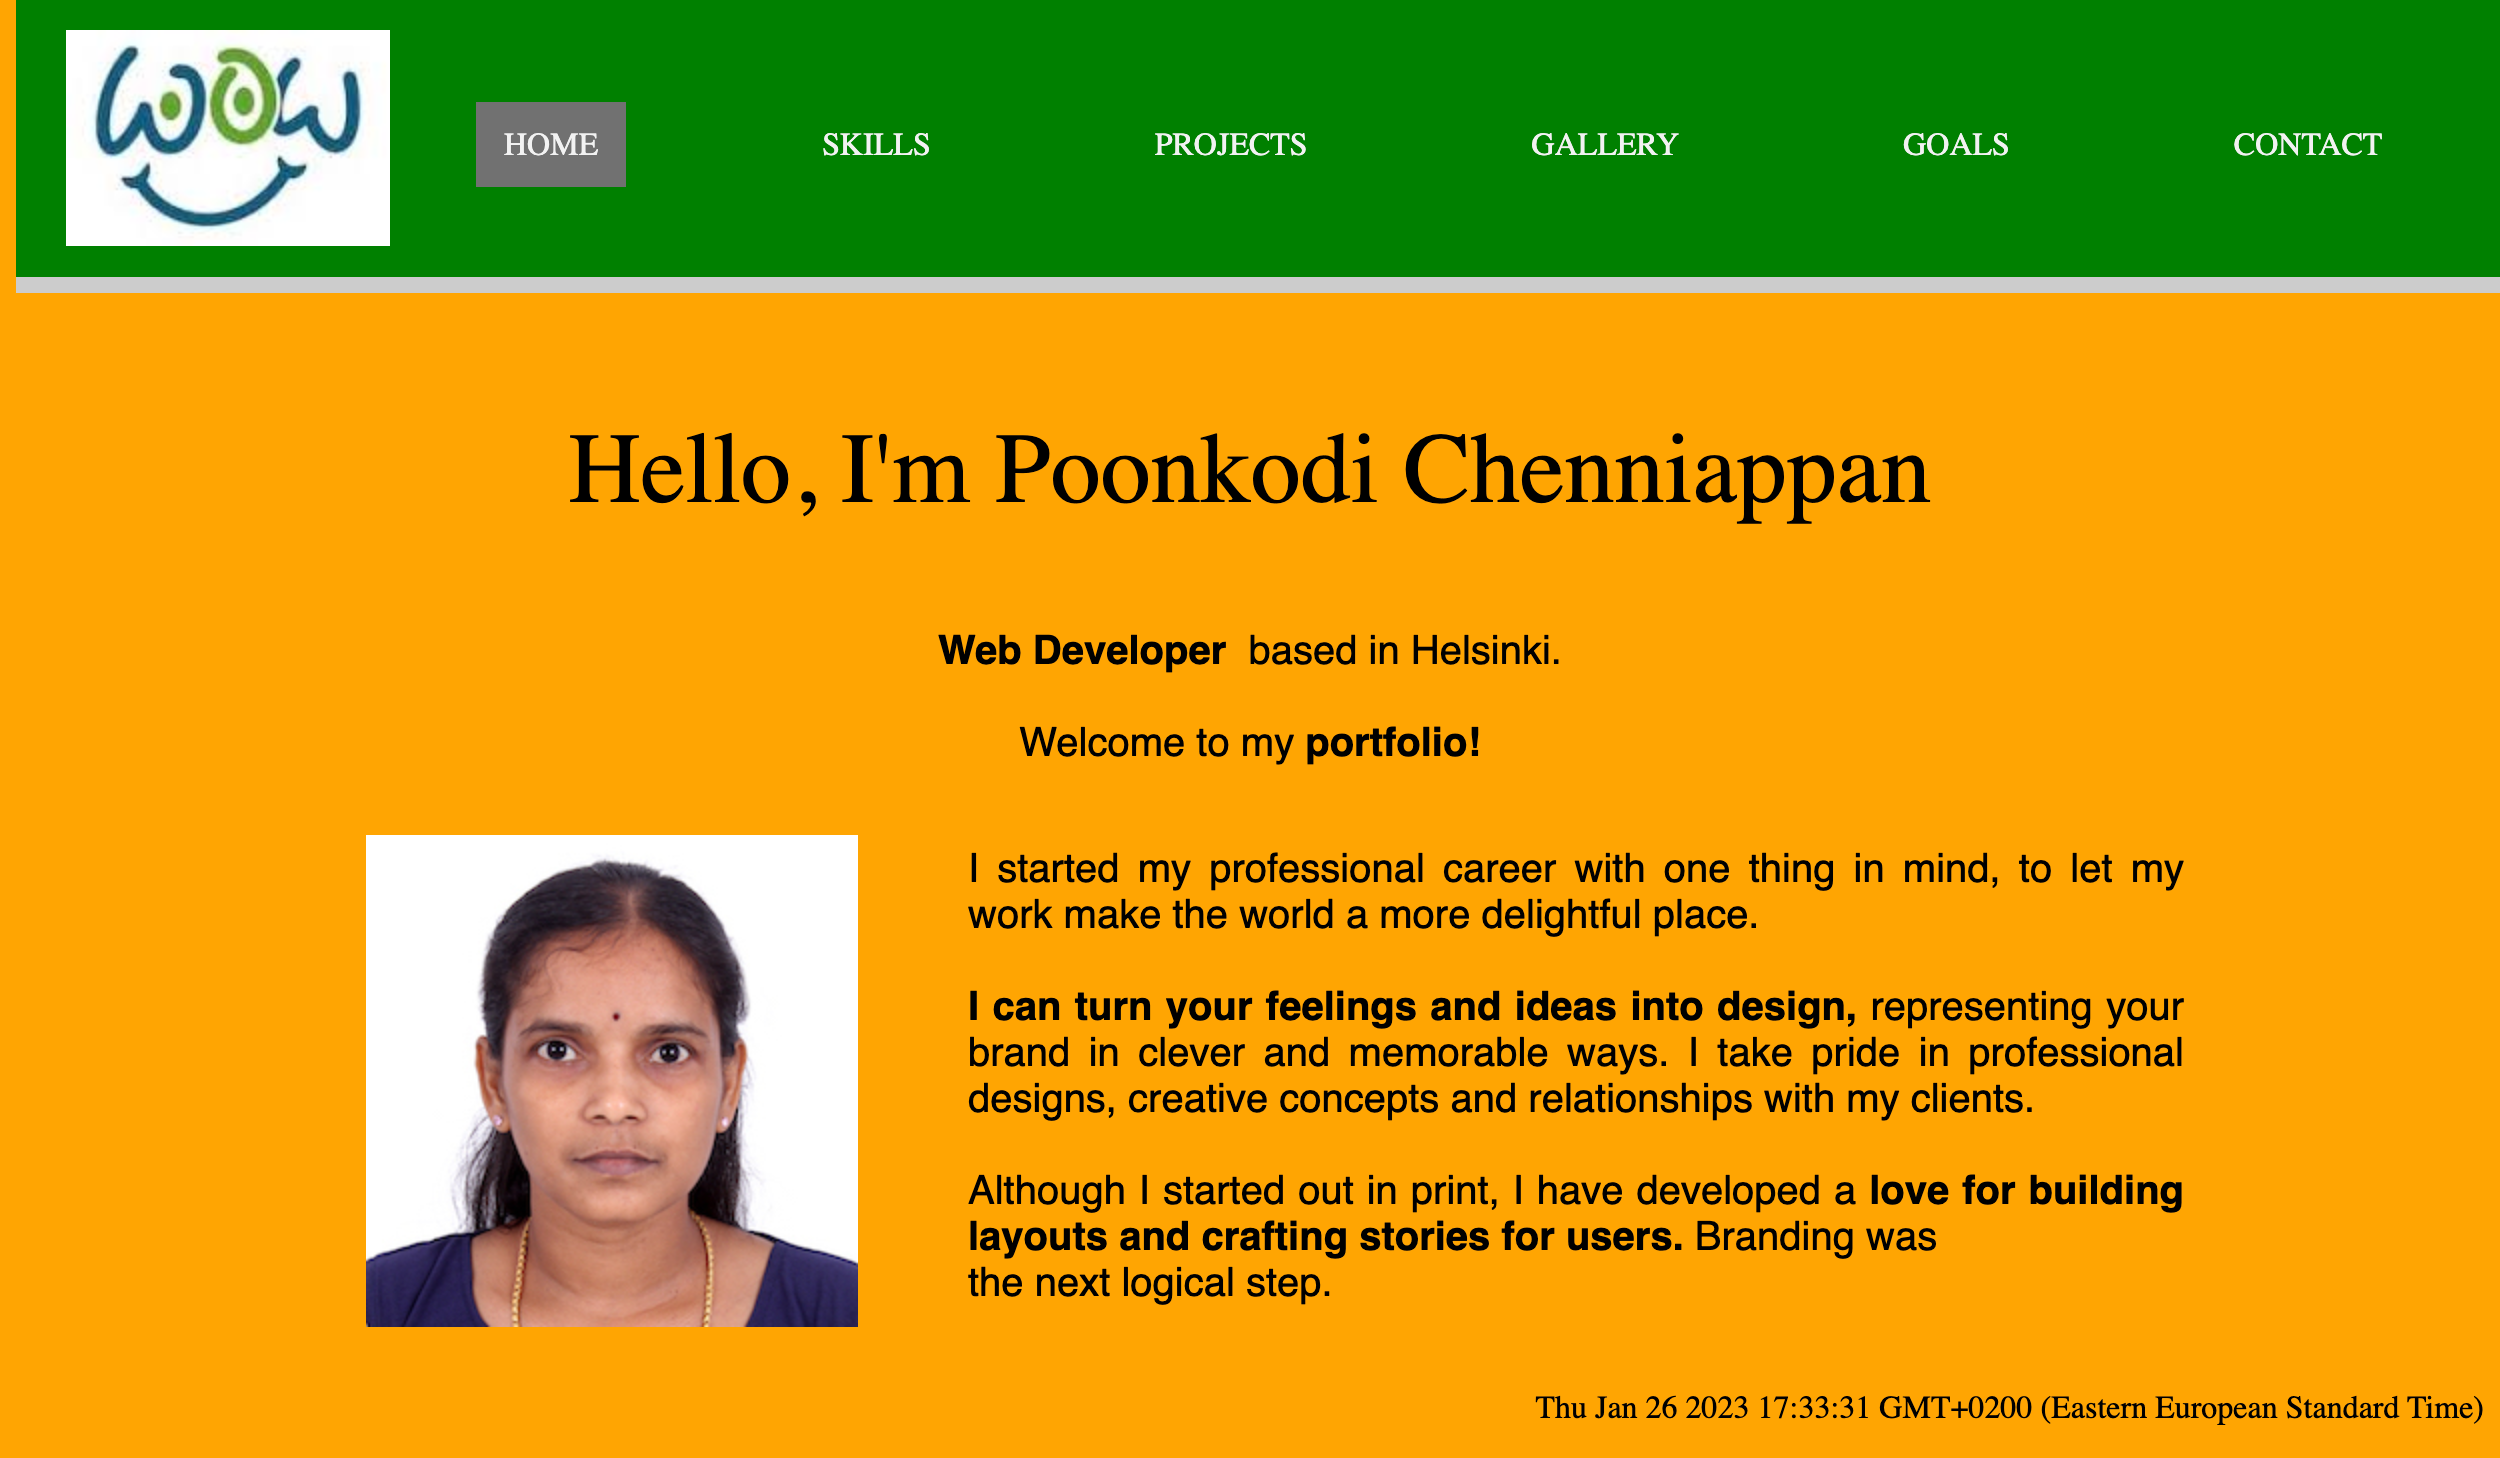 wow
HOME SKILLS PROJECTS GALLERY GOALS CONTACT
Hello, I'm Poonkodi Chenniappan
Web Developer based in Helsinki.
Welcome to my portfolio!
I started my professional career with one thing in mind, to let my
work make the world a more delightful place.
I can turn your feelings and ideas into design, representing your
brand in clever and memorable ways. I take pride in professional
designs, creative concepts and relationships with my clients.
Although I started out in print, I have developed a love for building
layouts and crafting stories for users. Branding was
the next logical step.
Thu Jan 26 2023 17:33:31 GMT+0200 (Eastern European Standard Time)